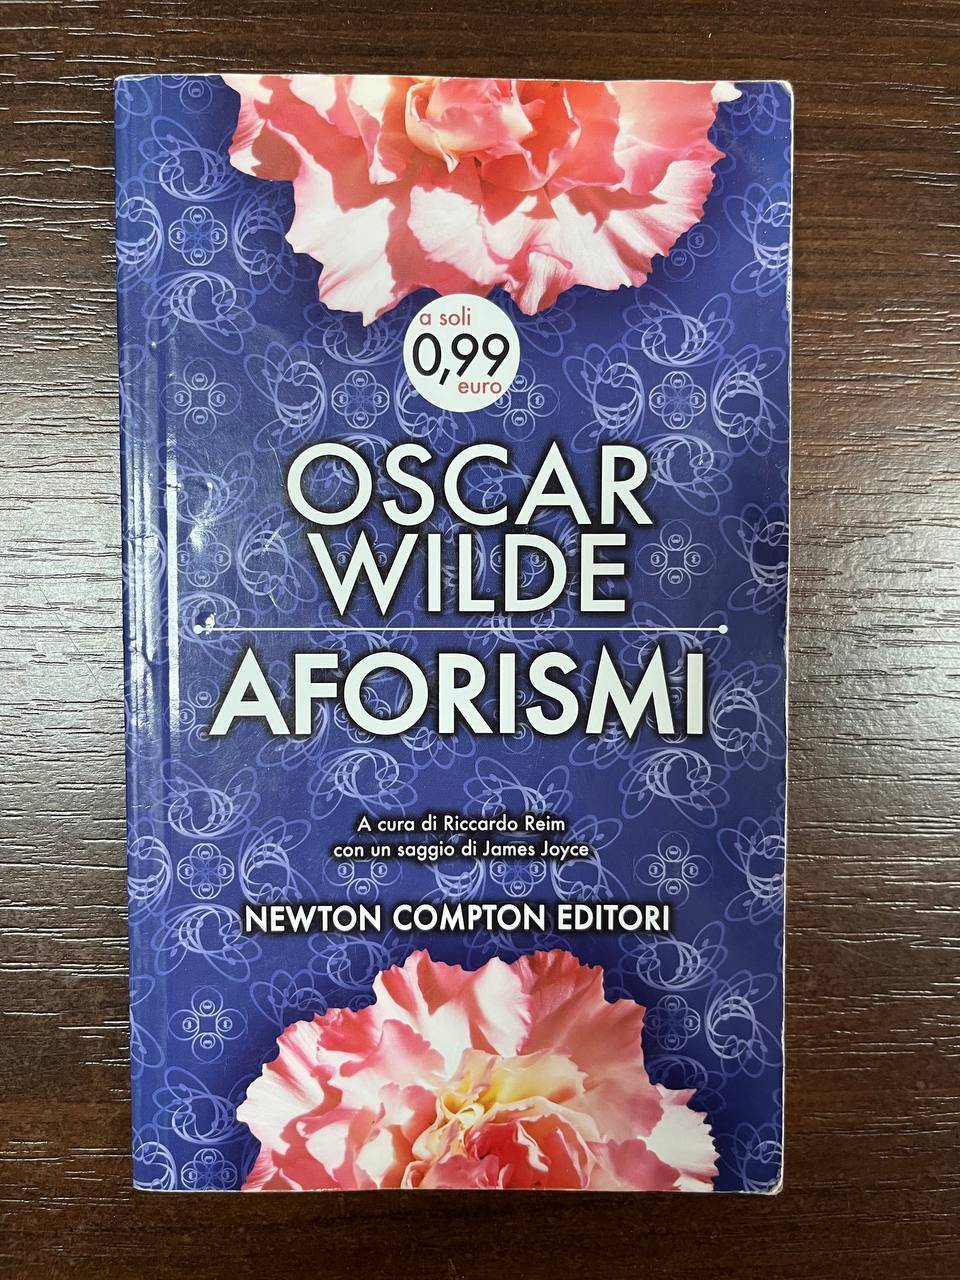 a soli
0,99
euro
OSCAR
WILDE
AFORISMI
A cura di Riccardo Reim
con un saggio di James Joyce
NEWTON COMPTON EDITORI